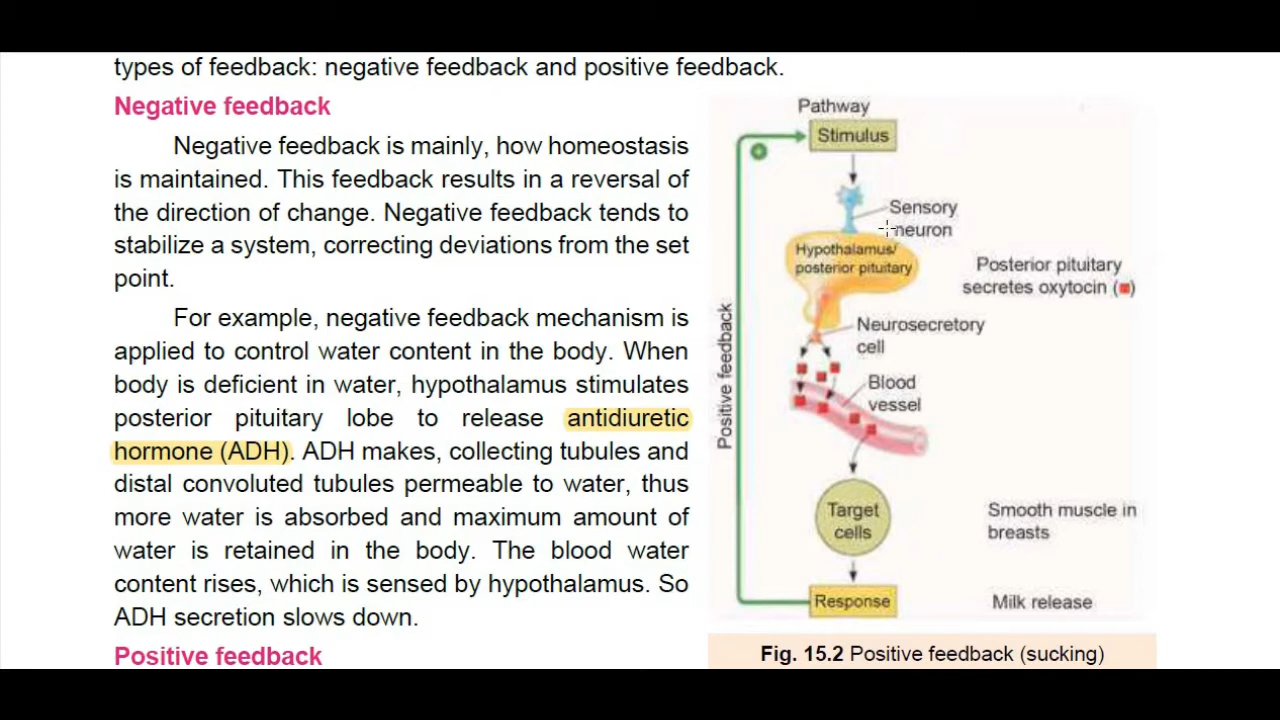 types of feedback: negative feedback and positive feedback.
Negative feedback
Negative feedback is mainly, how homeostasis
is maintained. This feedback results in a reversal of
the direction of change. Negative feedback tends to
stabilize a system, correcting deviations from the set
point.
For example, negative feedback mechanism is
applied to control water content in the body. When
body is deficient in water, hypothalamus stimulates
posterior pituitary lobe to release antidiuretic
hormone (ADH). ADH makes, collecting tubules and
distal convoluted tubules permeable to water, thus
more water is absorbed and maximum amount of
water is retained in the body. The blood water
content rises, which is sensed by hypothalamus. So
ADH secretion slows down.
Positive feedback
Pathway
Stimulus
+
Sensory
neuron
Hypothalamus/
posterior pituitary
Posterior pituitary
secretes oxytocin ( )
Neurosecretory
cell
Blood
vessel
Positive feedback
Target
cells
Smooth muscle in
breasts
Response
Milk release
Fig. 15.2 Positive feedback (sucking)